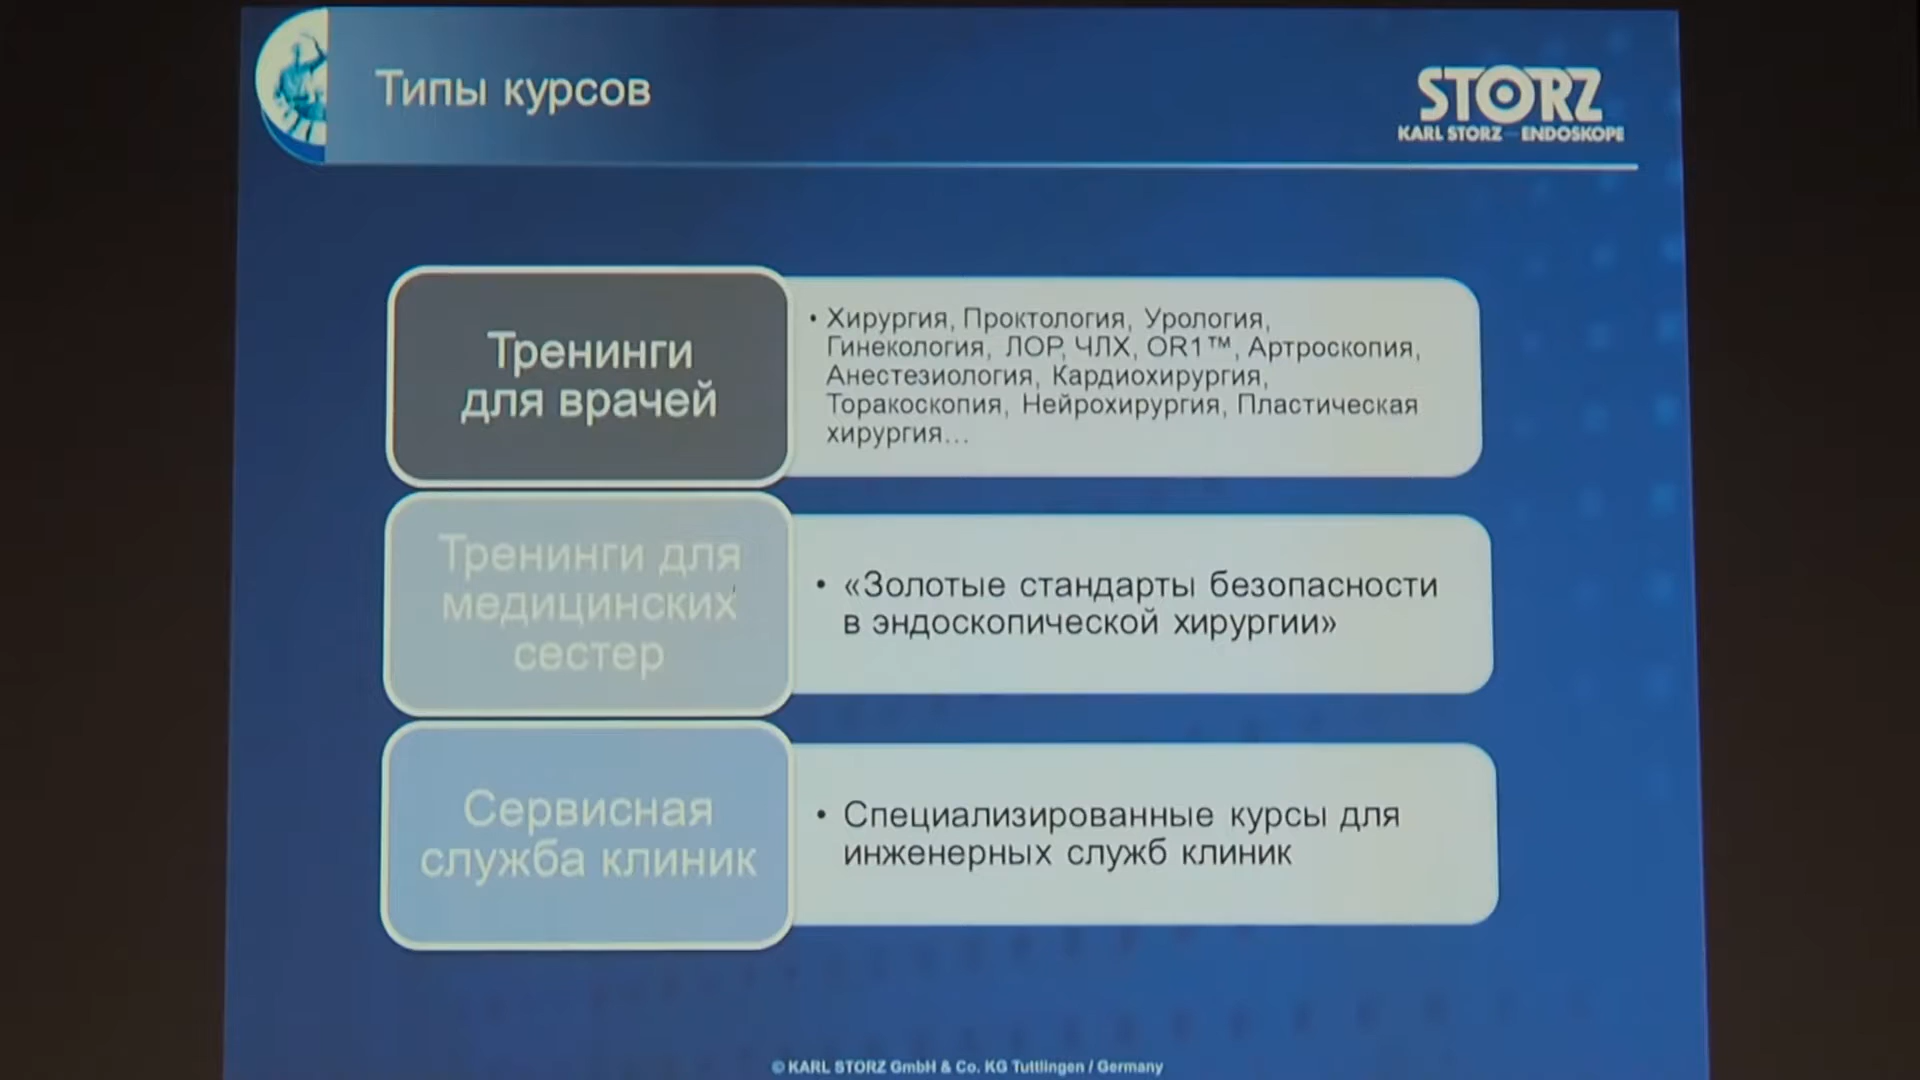 Типы курсов
STORZ
KARL STORZ – ENDOSKOPE
Тренинги
для врачей
• Хирургия, Проктология, Урология,
Гинекология, ЛОР, ЧЛХ, OR1™, Артроскопия,
Анестезиология, Кардиохирургия,
Торакоскопия, Нейрохирургия, Пластическая
хирургия...
Тренинги для
медицинских
сестер
• «Золотые стандарты безопасности
в эндоскопической хирургии»
Сервисная
служба клиник
• Специализированные курсы для
инженерных служб клиник
© KARL STORZ GmbH & Co. KG Tuttlingen / Germany